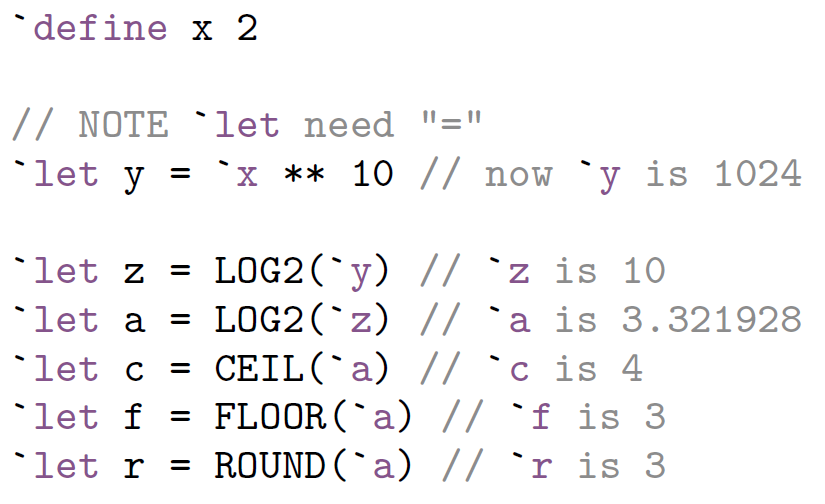 `define x 2
// NOTE `let need "="
`let y = `x ** 10 // now `y is 1024
`let z = LOG2(`y) // `z is 10
`let a = LOG2(`z) // `a is 3.321928
`let c = CEIL(`a) // `c is 4
`let f = FLOOR(`a) // `f is 3
`let r = ROUND(`a) // `r is 3